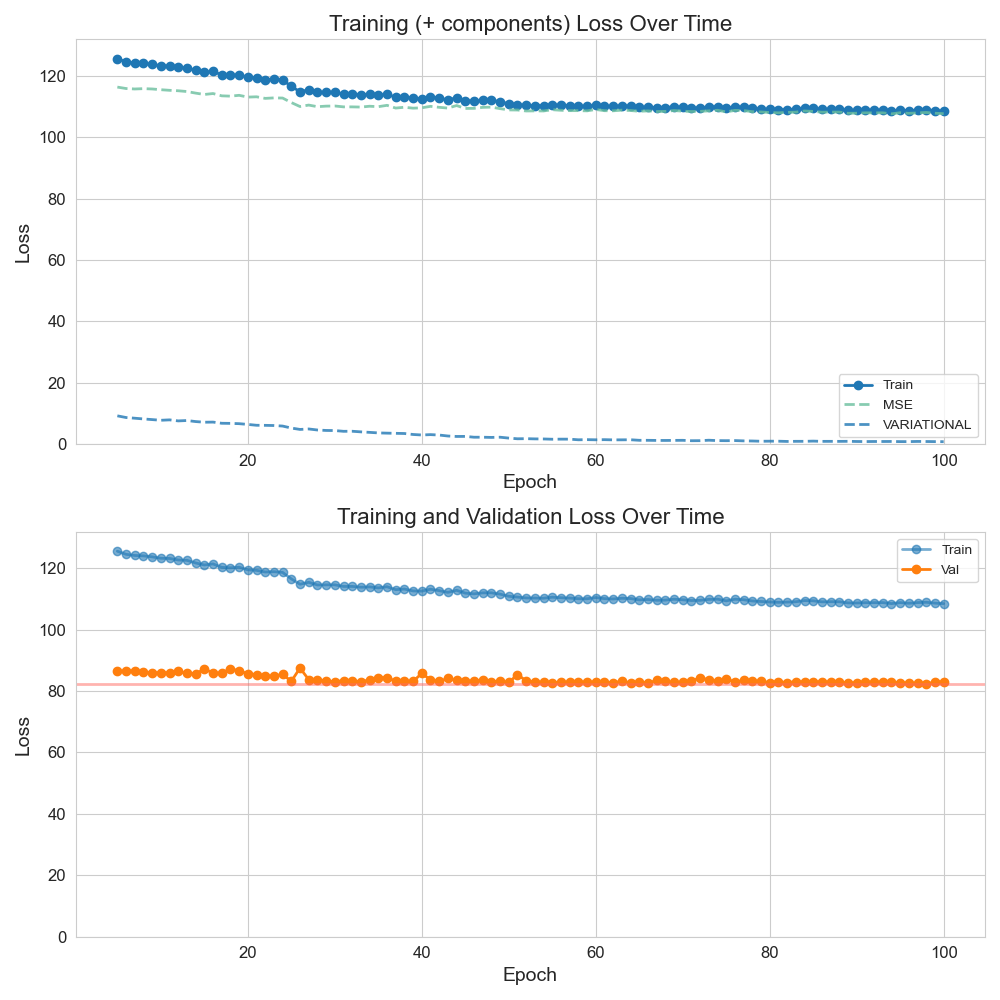 Training (+ components) Loss Over Time
120
100
80
60
40
20
0
Loss
20 40 60 80 100
Epoch
Train
MSE
VARIATIONAL
Training and Validation Loss Over Time
120
100
80
60
40
20
0
Loss
20 40 60 80 100
Epoch
Train
Val